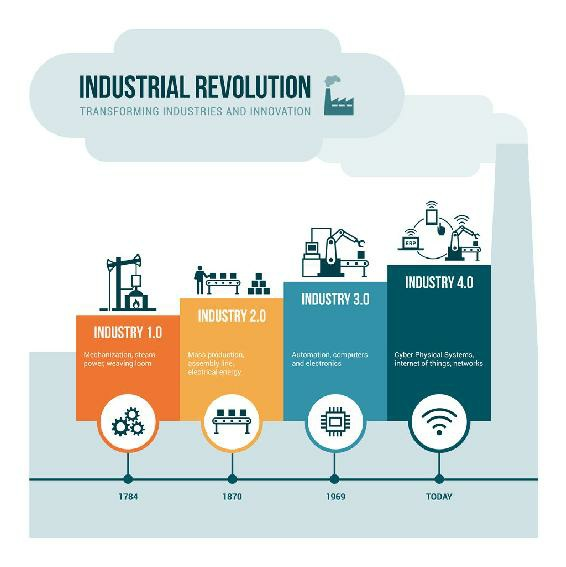 INDUSTRIAL REVOLUTION
TRANSFORMING INDUSTRIES AND INNOVATION
ERP
INDUSTRY 1.0
Mechanization, steam
power, weaving loom
INDUSTRY 2.0
Mass production,
assembly line,
electrical energy
INDUSTRY 3.0
Automation, computers
and electronics
INDUSTRY 4.0
Cyber Physical Systems,
internet of things, networks
1784
1870
1969
TODAY